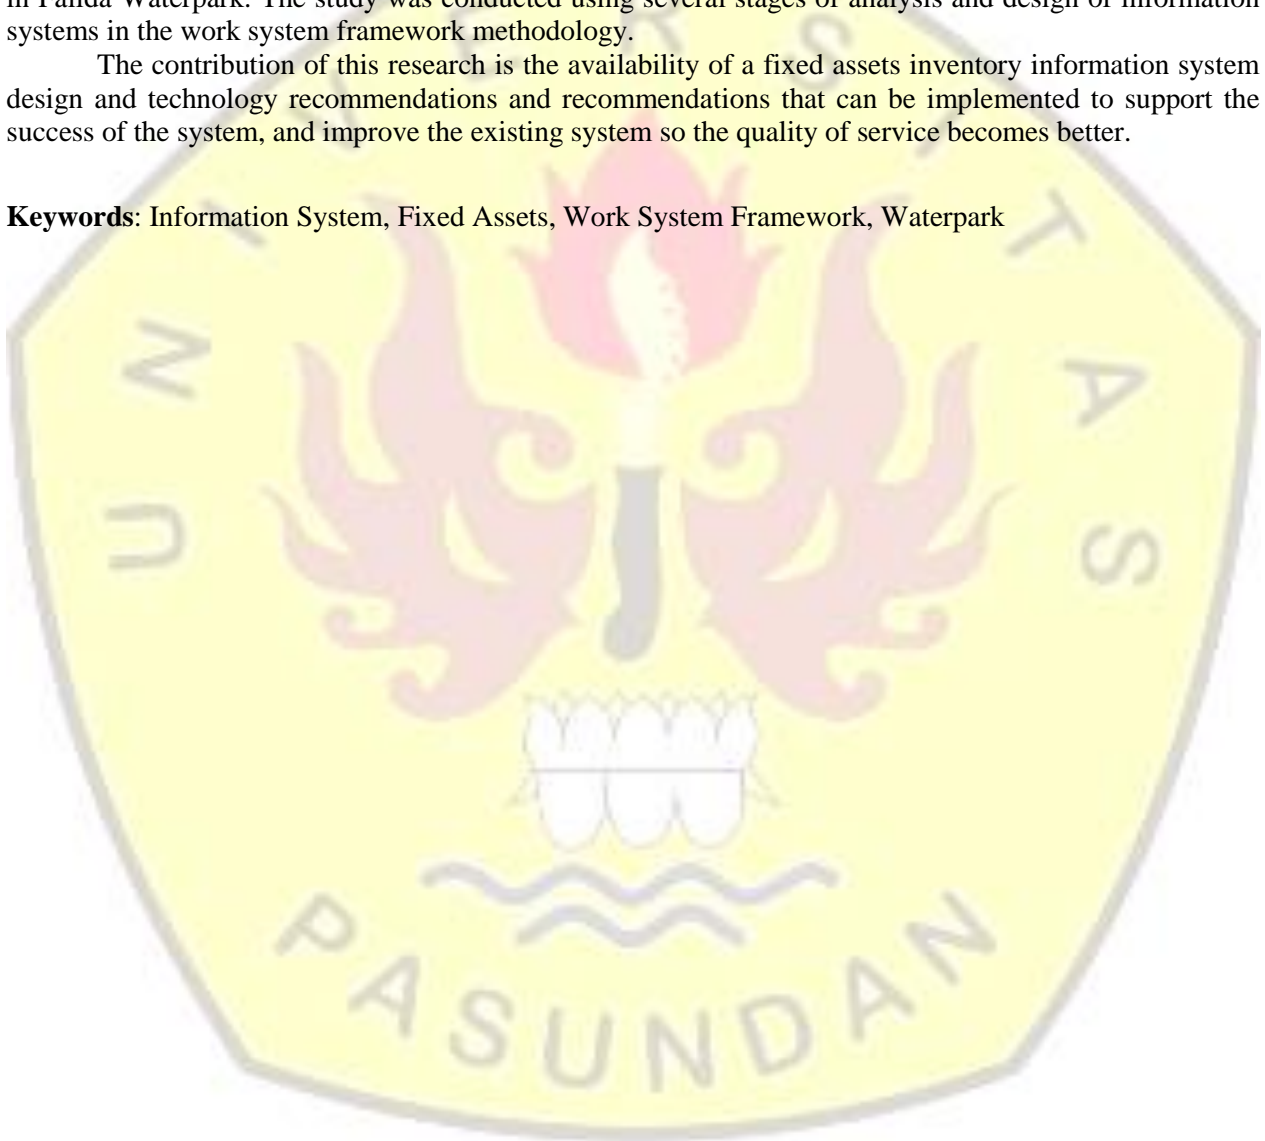 in Panda Waterpark. The study was conducted using several stages of analysis and design of information
systems in the work system framework methodology.
The contribution of this research is the availability of a fixed assets inventory information system
design and technology recommendations and recommendations that can be implemented to support the
success of the system, and improve the existing system so the quality of service becomes better.
Keywords: Information System, Fixed Assets, Work System Framework, Waterpark
UNIVERSITAS
PASUNDAN